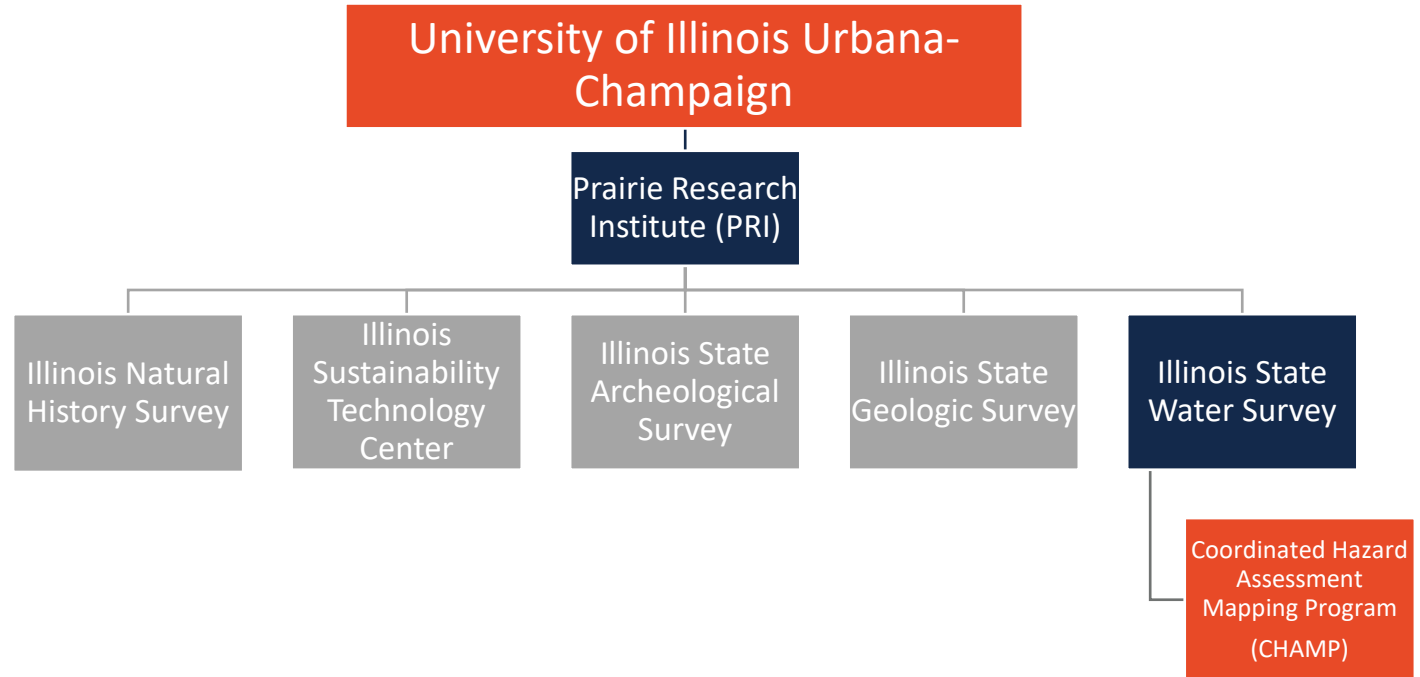 University of Illinois Urbana-
Champaign
Prairie Research
Institute (PRI)
Illinois Natural
History Survey
Illinois
Sustainability
Technology
Center
Illinois State
Archeological
Survey
Illinois State
Geologic Survey
Illinois State
Water Survey
Coordinated Hazard
Assessment
Mapping Program
(CHAMP)